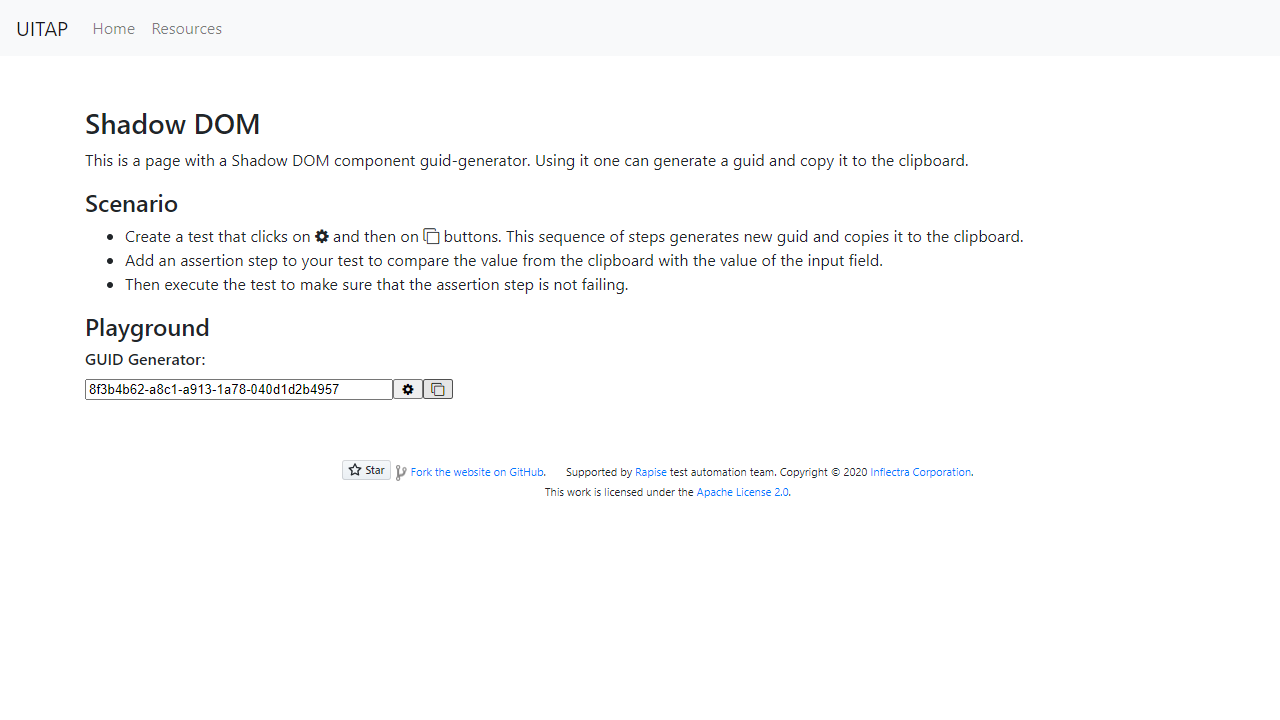 UITAP Home Resources
Shadow DOM
This is a page with a Shadow DOM component guid-generator. Using it one can generate a guid and copy it to the clipboard.
Scenario
Create a test that clicks on and then on buttons. This sequence of steps generates new guid and copies it to the clipboard.
Add an assertion step to your test to compare the value from the clipboard with the value of the input field.
Then execute the test to make sure that the assertion step is not failing.
Playground
GUID Generator:
8f3b4b62-a8c1-a913-1a78-040d1d2b4957
Star Fork the website on GitHub. Supported by Rapise test automation team. Copyright © 2020 Inflectra Corporation.
This work is licensed under the Apache License 2.0.